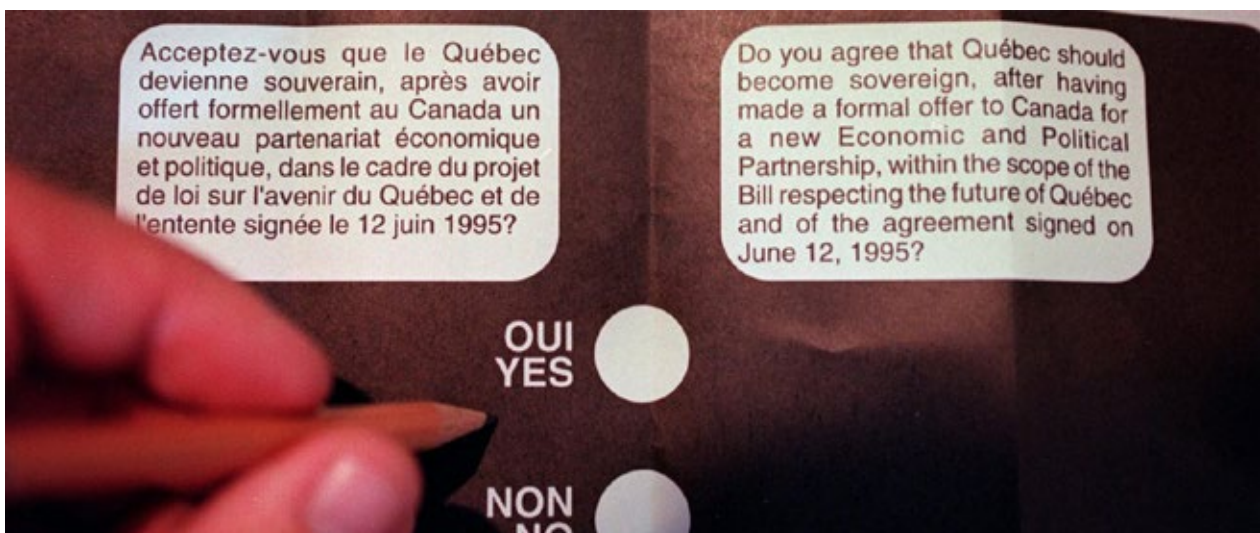 Acceptez-vous que le Québec
devienne souverain, après avoir
offert formellement au Canada un
nouveau partenariat économique
et politique, dans le cadre du projet
de loi sur l'avenir du Québec et de
l'entente signée le 12 juin 1995?
Do you agree that Québec should
become sovereign, after having
made a formal offer to Canada for
a new Economic and Political
Partnership, within the scope of the
Bill respecting the future of Québec
and of the agreement signed on
June 12, 1995?
OUI
YES
NON
NO